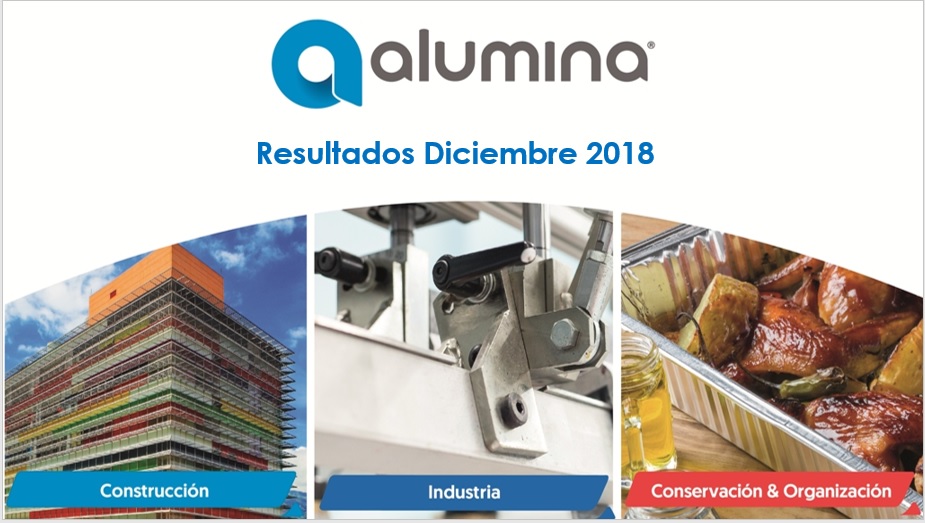 alumina®
Resultados Diciembre 2018
Construcción
Industria
Conservación & Organización